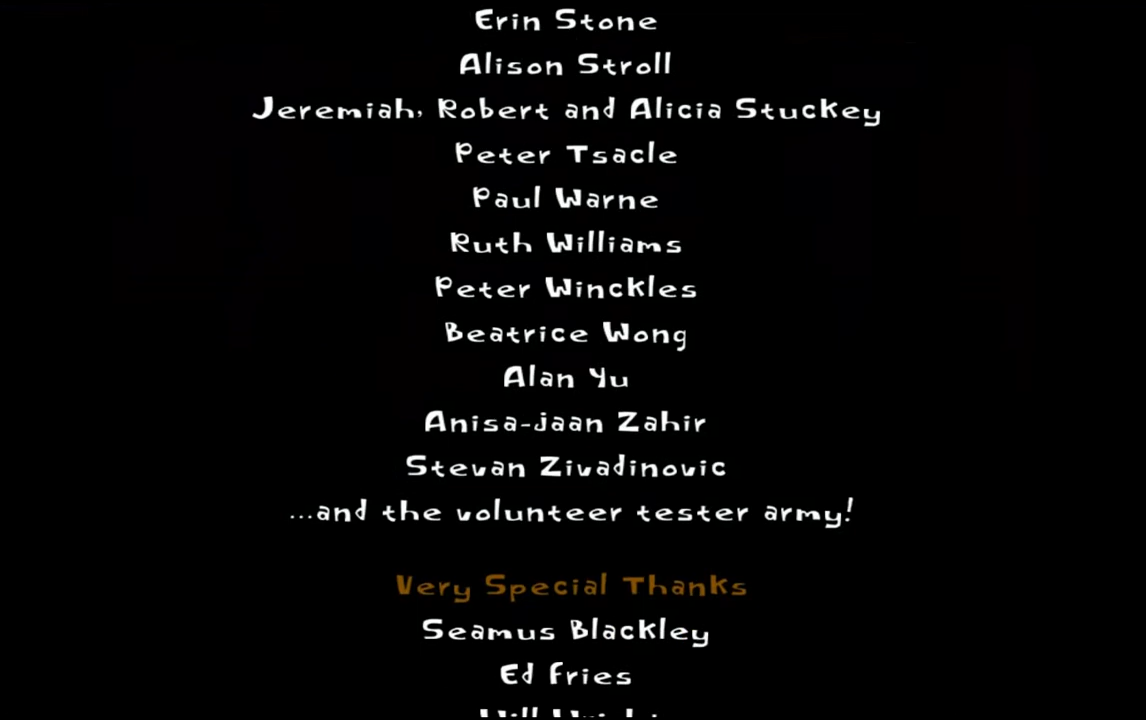 Erin Stone
Alison Stroll
Jeremiah, Robert and Alicia Stuckey
Peter Tsacle
Paul Warne
Ruth Williams
Peter Winckles
Beatrice Wong
Alan Yu
Anisa-jaan Zahir
Stevan Zivadinovic
...and the volunteer tester army!
Very Special Thanks
Seamus Blackley
Ed Fries